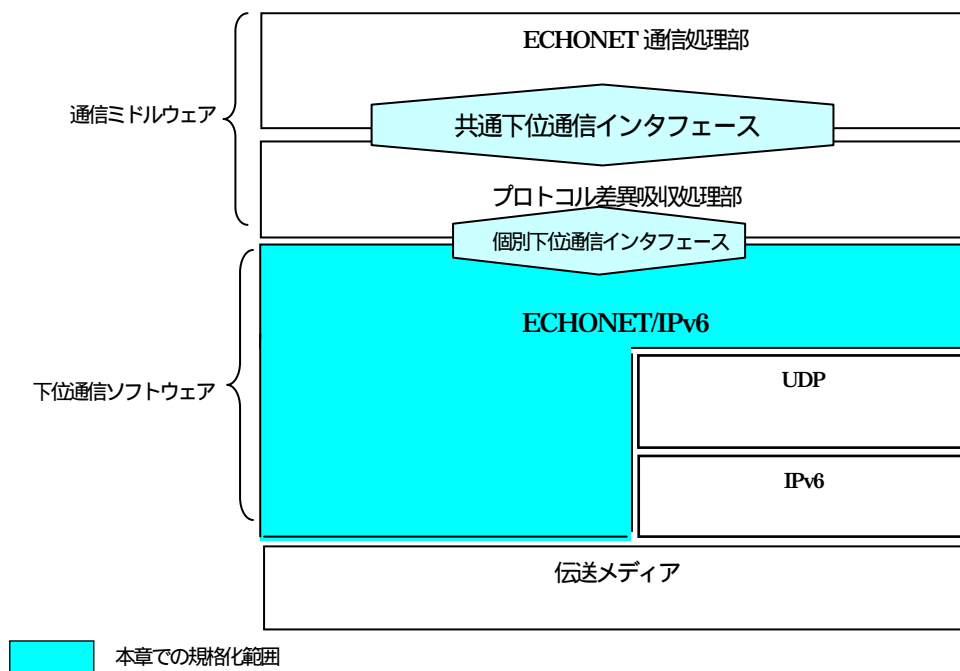 ECHONET 通信処理部
通信ミドルウェア
共通下位通信インタフェース
プロトコル差異吸収処理部
個別下位通信インタフェース
ECHONET/IPv6
下位通信ソフトウェア
UDP
IPv6
伝送メディア
本章での規格化範囲